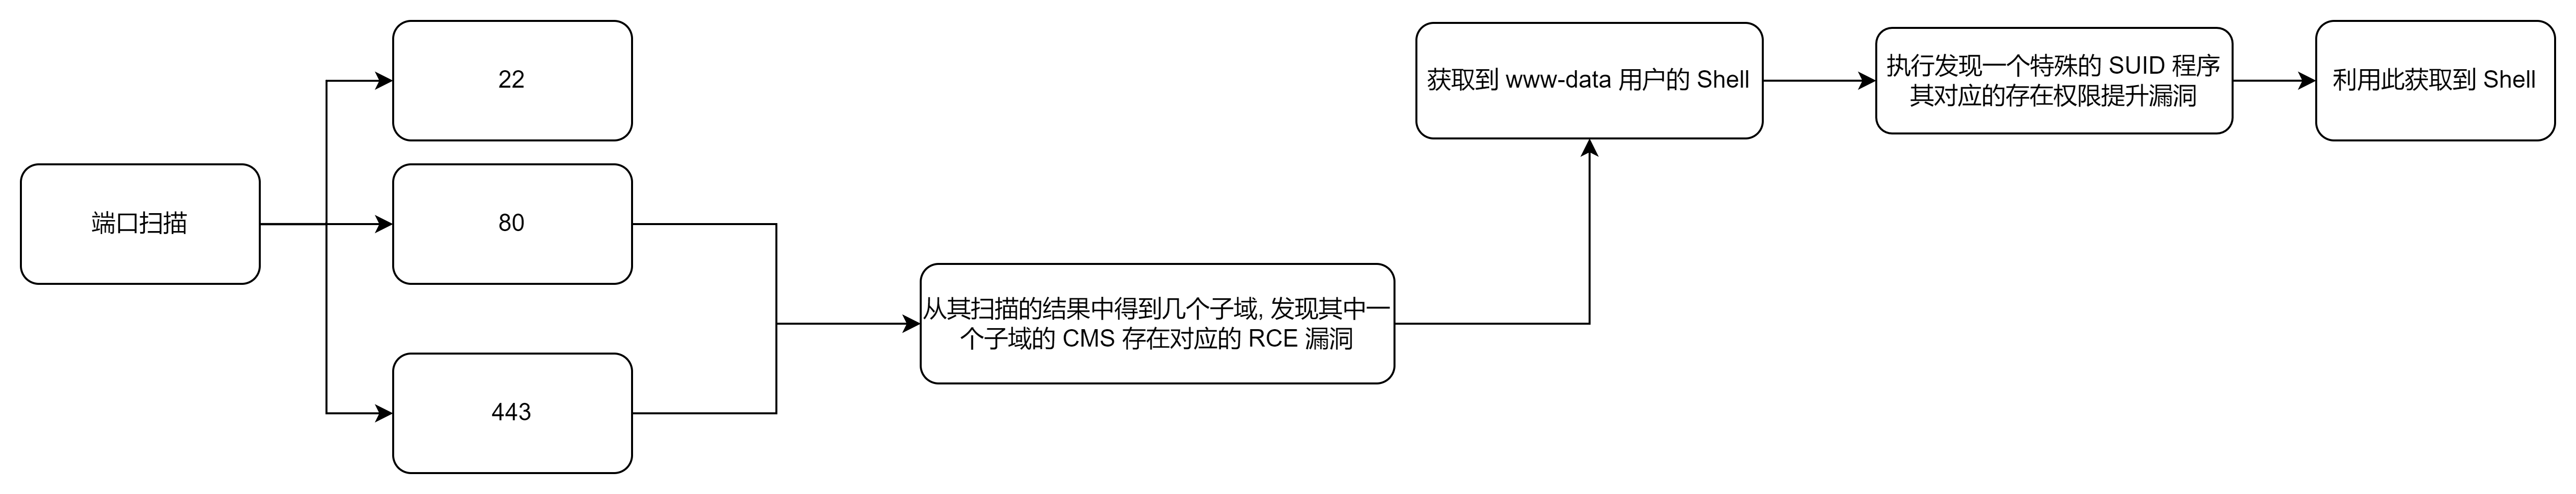 端口扫描
22
80
443
从其扫描的结果中得到几个子域, 发现其中一
个子域的 CMS 存在对应的 RCE 漏洞
获取到 www-data 用户的 Shell
执行发现一个特殊的 SUID 程序
其对应的存在权限提升漏洞
利用此获取到 Shell